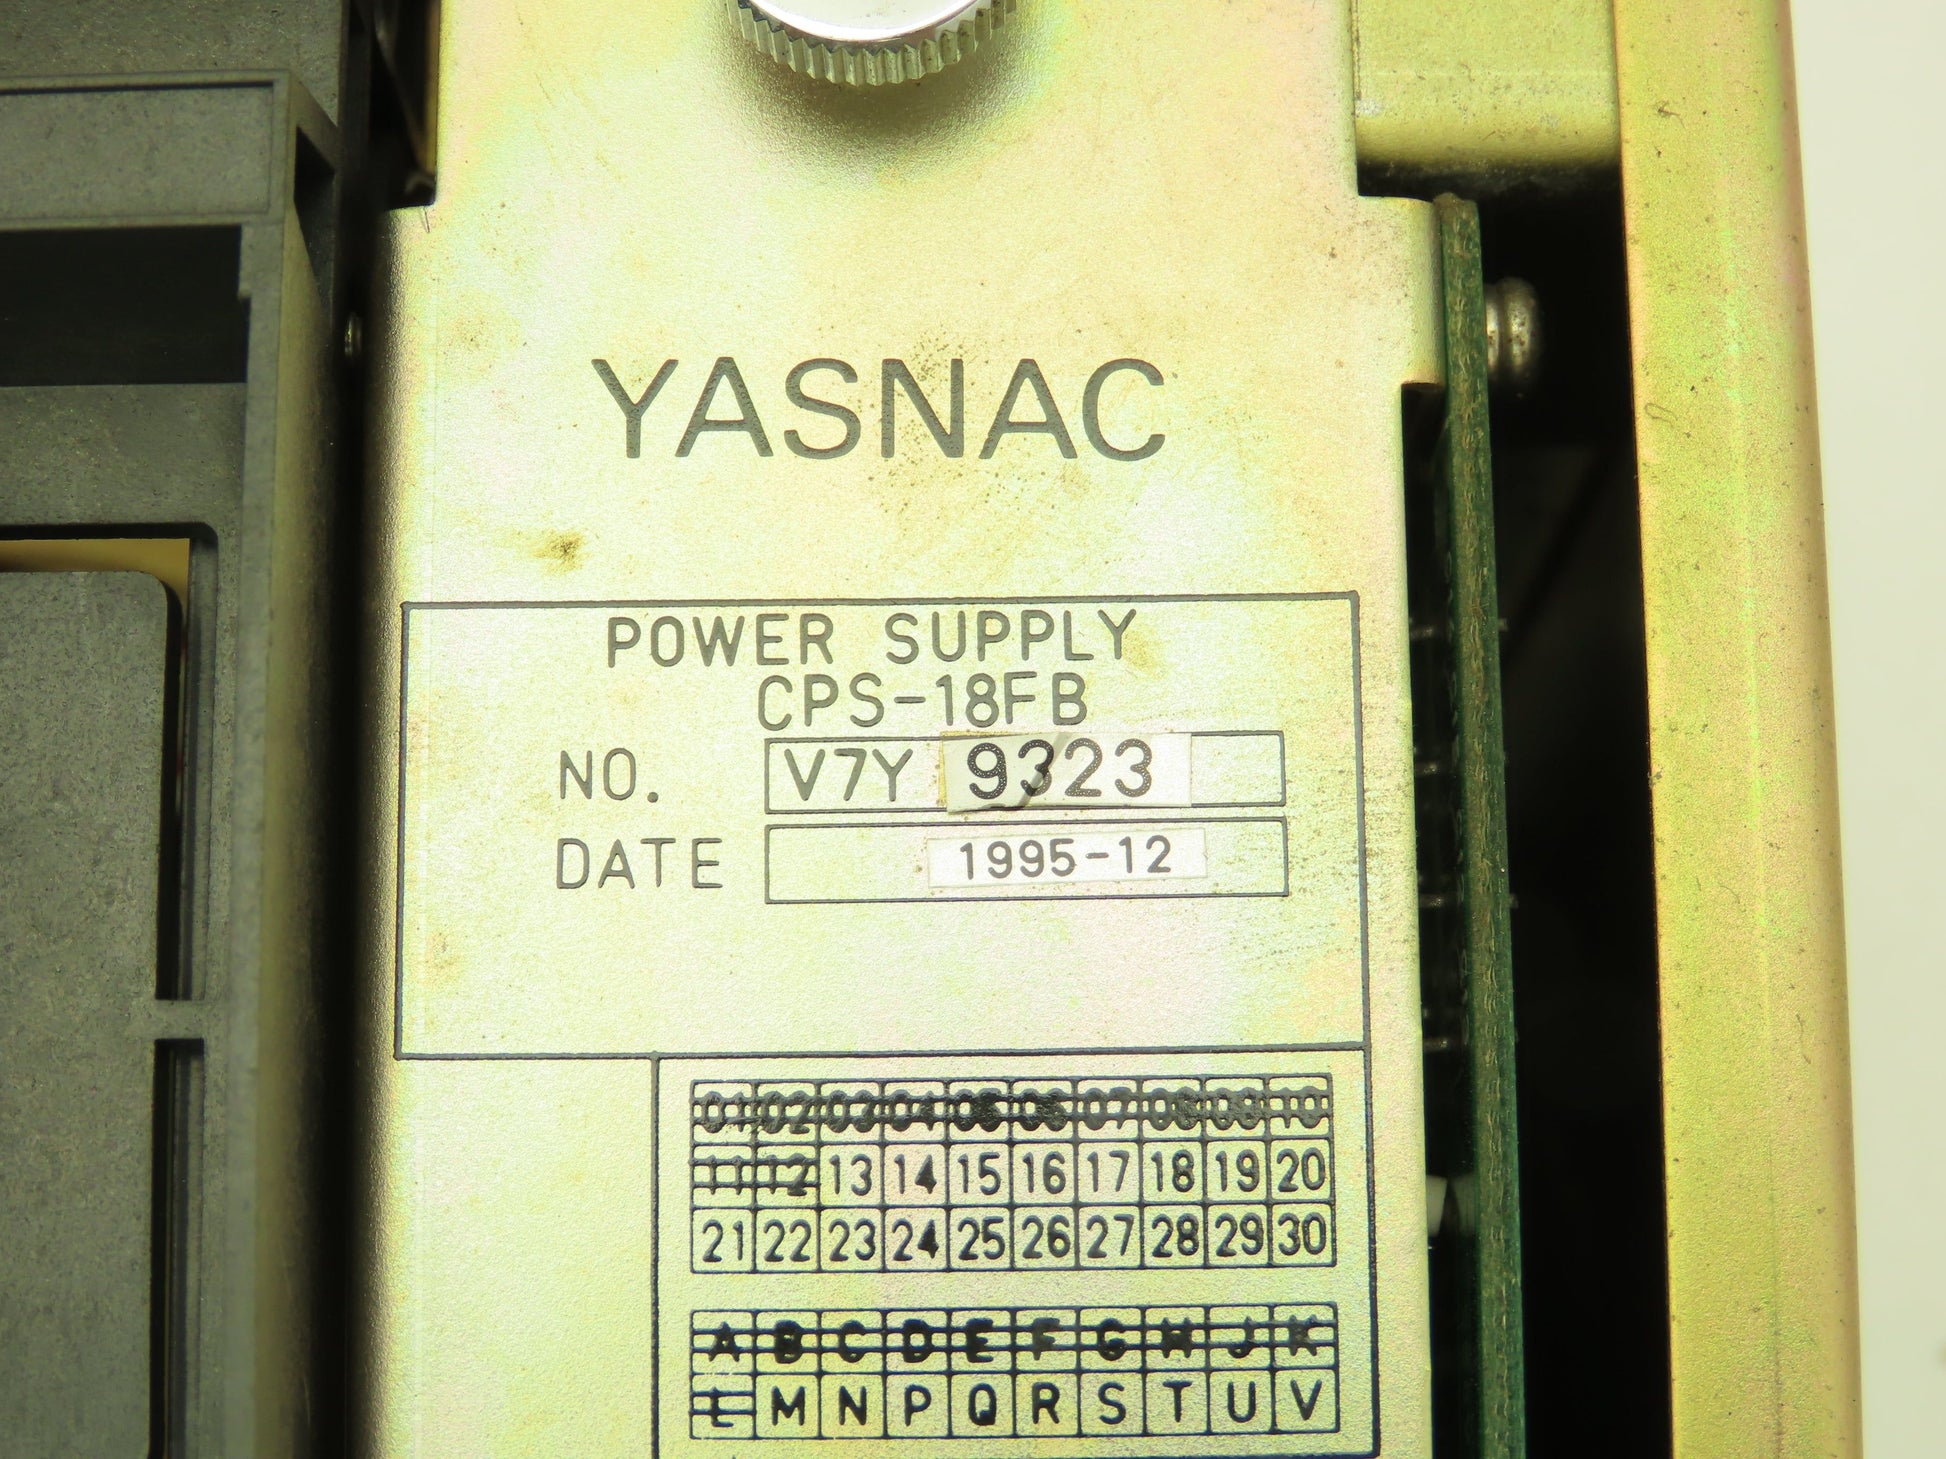 YASNAC
POWER SUPPLY
CPS-18FB
NO. V7Y 9323
DATE 1995-12
01 02 03 04 05 06 07 08 09 10
11 12 13 14 15 16 17 18 19 20
21 22 23 24 25 26 27 28 29 30
A B C D E F G H J K
L M N P Q R S T U V